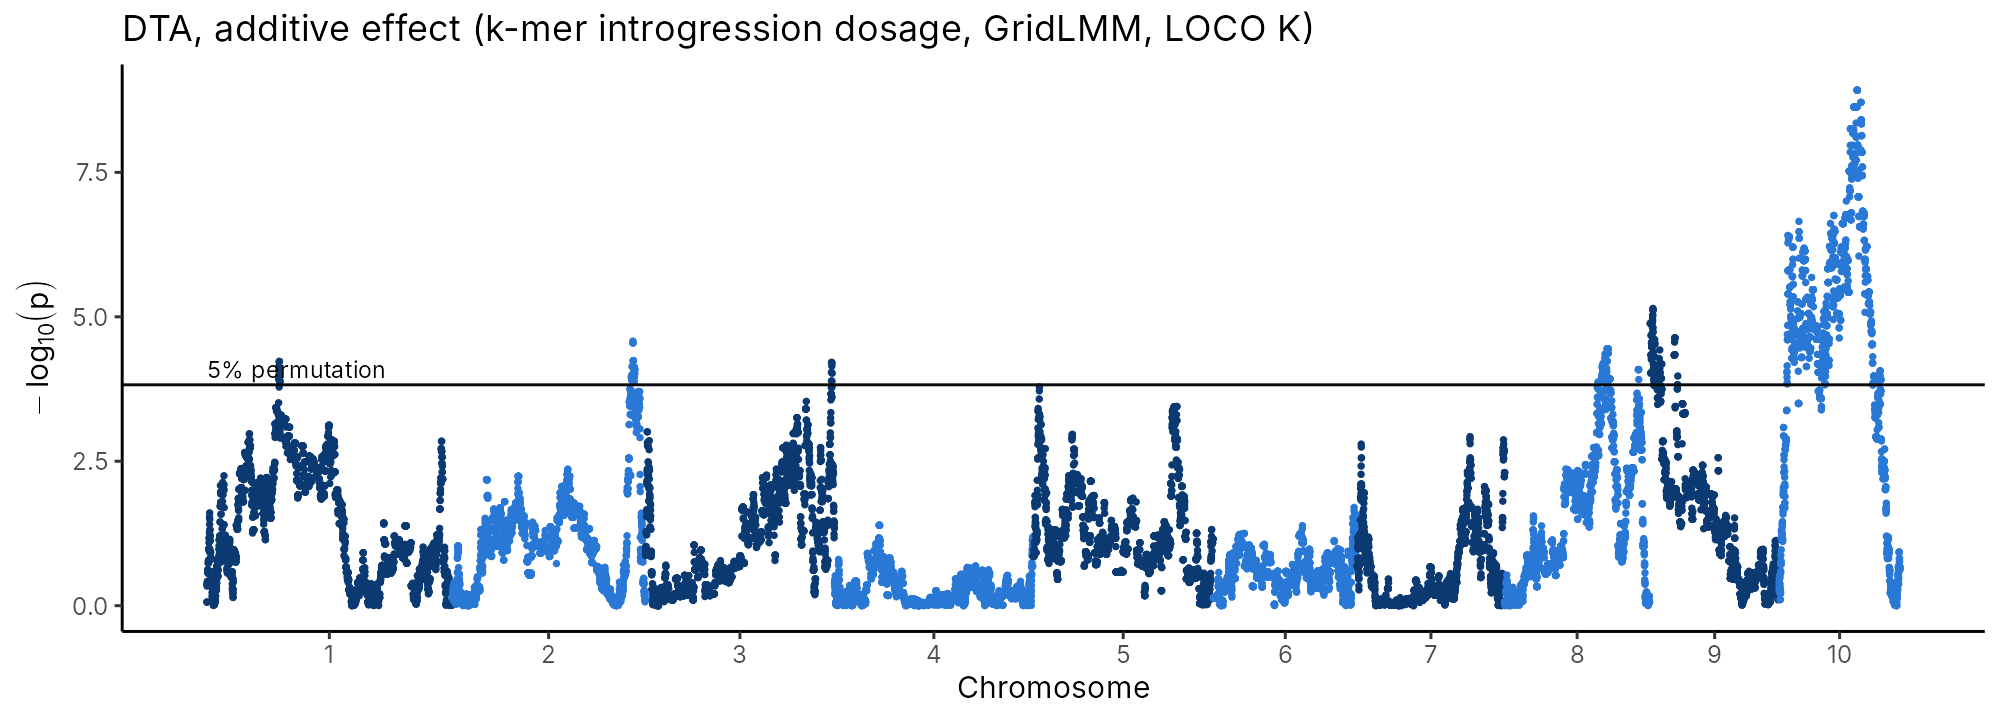 DTA, additive effect (k-mer introgression dosage, GridLMM, LOCO K)
− log10(p)
7.5
5.0
2.5
0.0
5% permutation
1 2 3 4 5 6 7 8 9 10
Chromosome